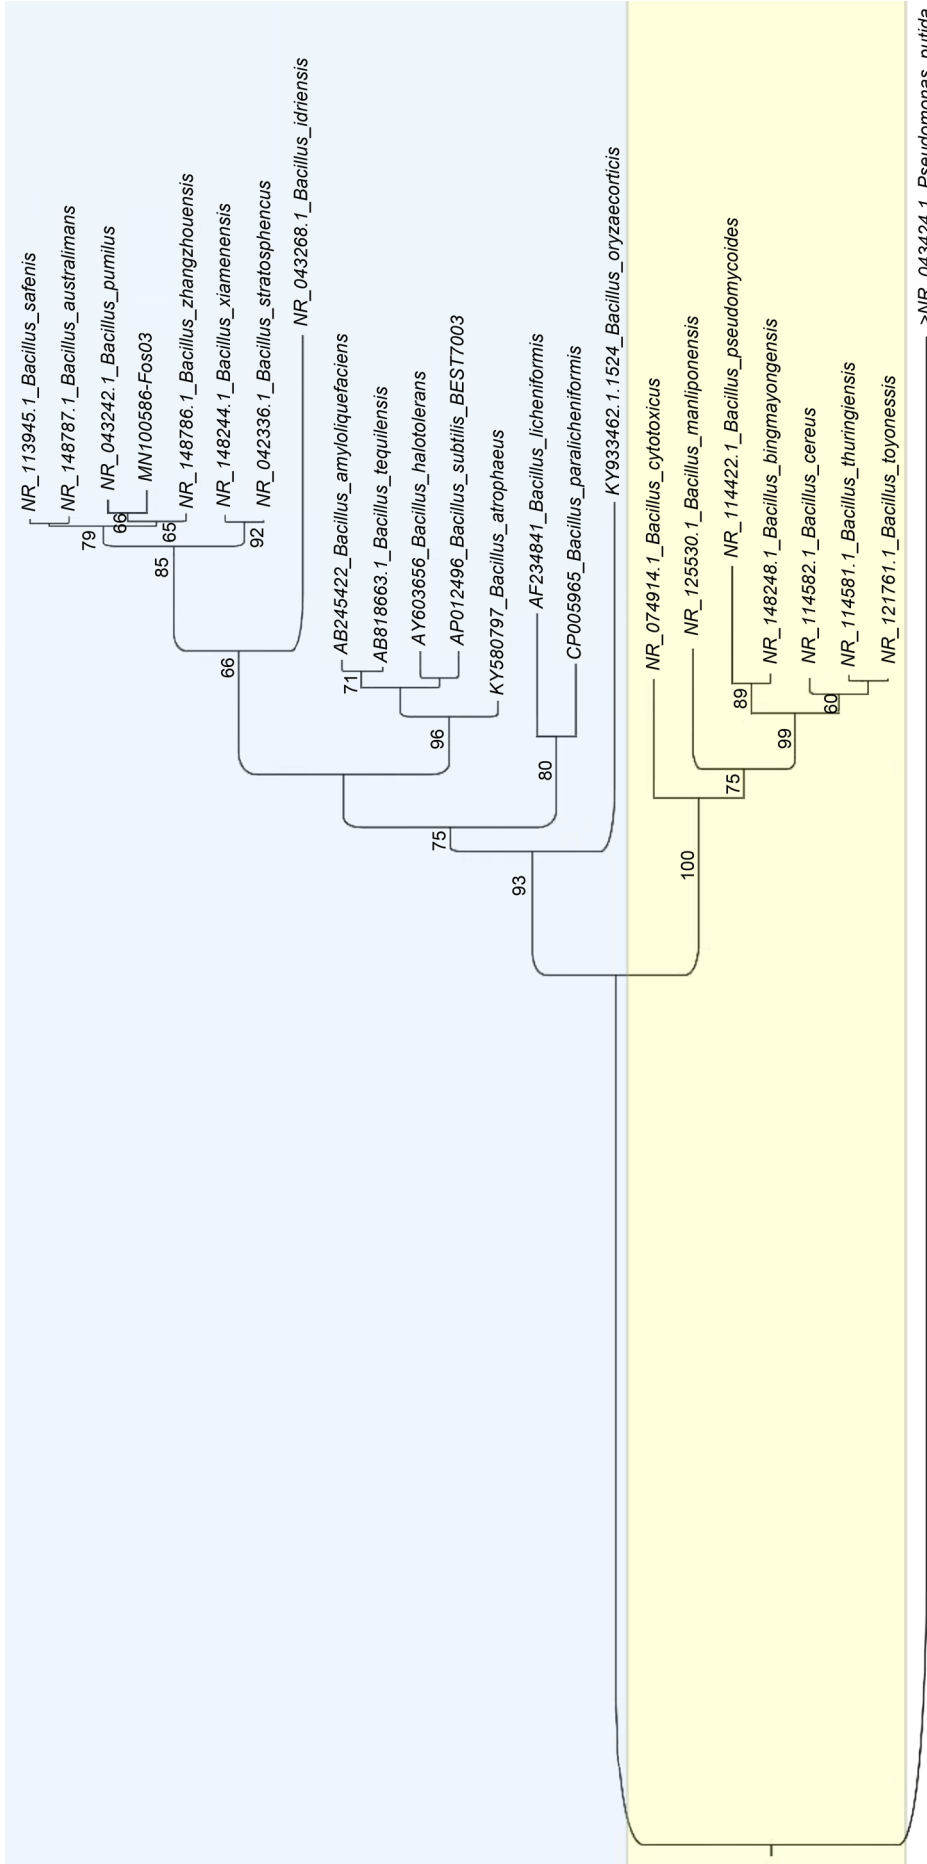 NR_113945.1_Bacillus_safenis
NR_148787.1_Bacillus_australimans
79
NR_043242.1_Bacillus_pumilus
66
MN100586-Fos03
65
NR_148786.1_Bacillus_zhangzhouensis
85
NR_148244.1_Bacillus_xiamenensis
92
NR_042336.1_Bacillus_stratosphencus
66
NR_043268.1_Bacillus_idriensis
AB245422_Bacillus_amyloliquefaciens
71
AB818663.1_Bacillus_tequilensis
AY603656_Bacillus_halotolerans
96
AP012496_Bacillus_subtilis_BEST7003
KY580797_Bacillus_atrophaeus
75
AF234841_Bacillus_licheniformis
80
CP005965_Bacillus_paralicheniformis
93
KY933462.1.1524_Bacillus_oryzaecorticis
NR_074914.1_Bacillus_cytotoxicus
100
NR_125530.1_Bacillus_manliponensis
75
NR_114422.1_Bacillus_pseudomycoides
89
NR_148248.1_Bacillus_bingmayongensis
99
NR_114582.1_Bacillus_cereus
60
NR_114581.1_Bacillus_thuringiensis
NR_121761.1_Bacillus_toyonessis
>NR_043424.1_Pseudomonas_putida